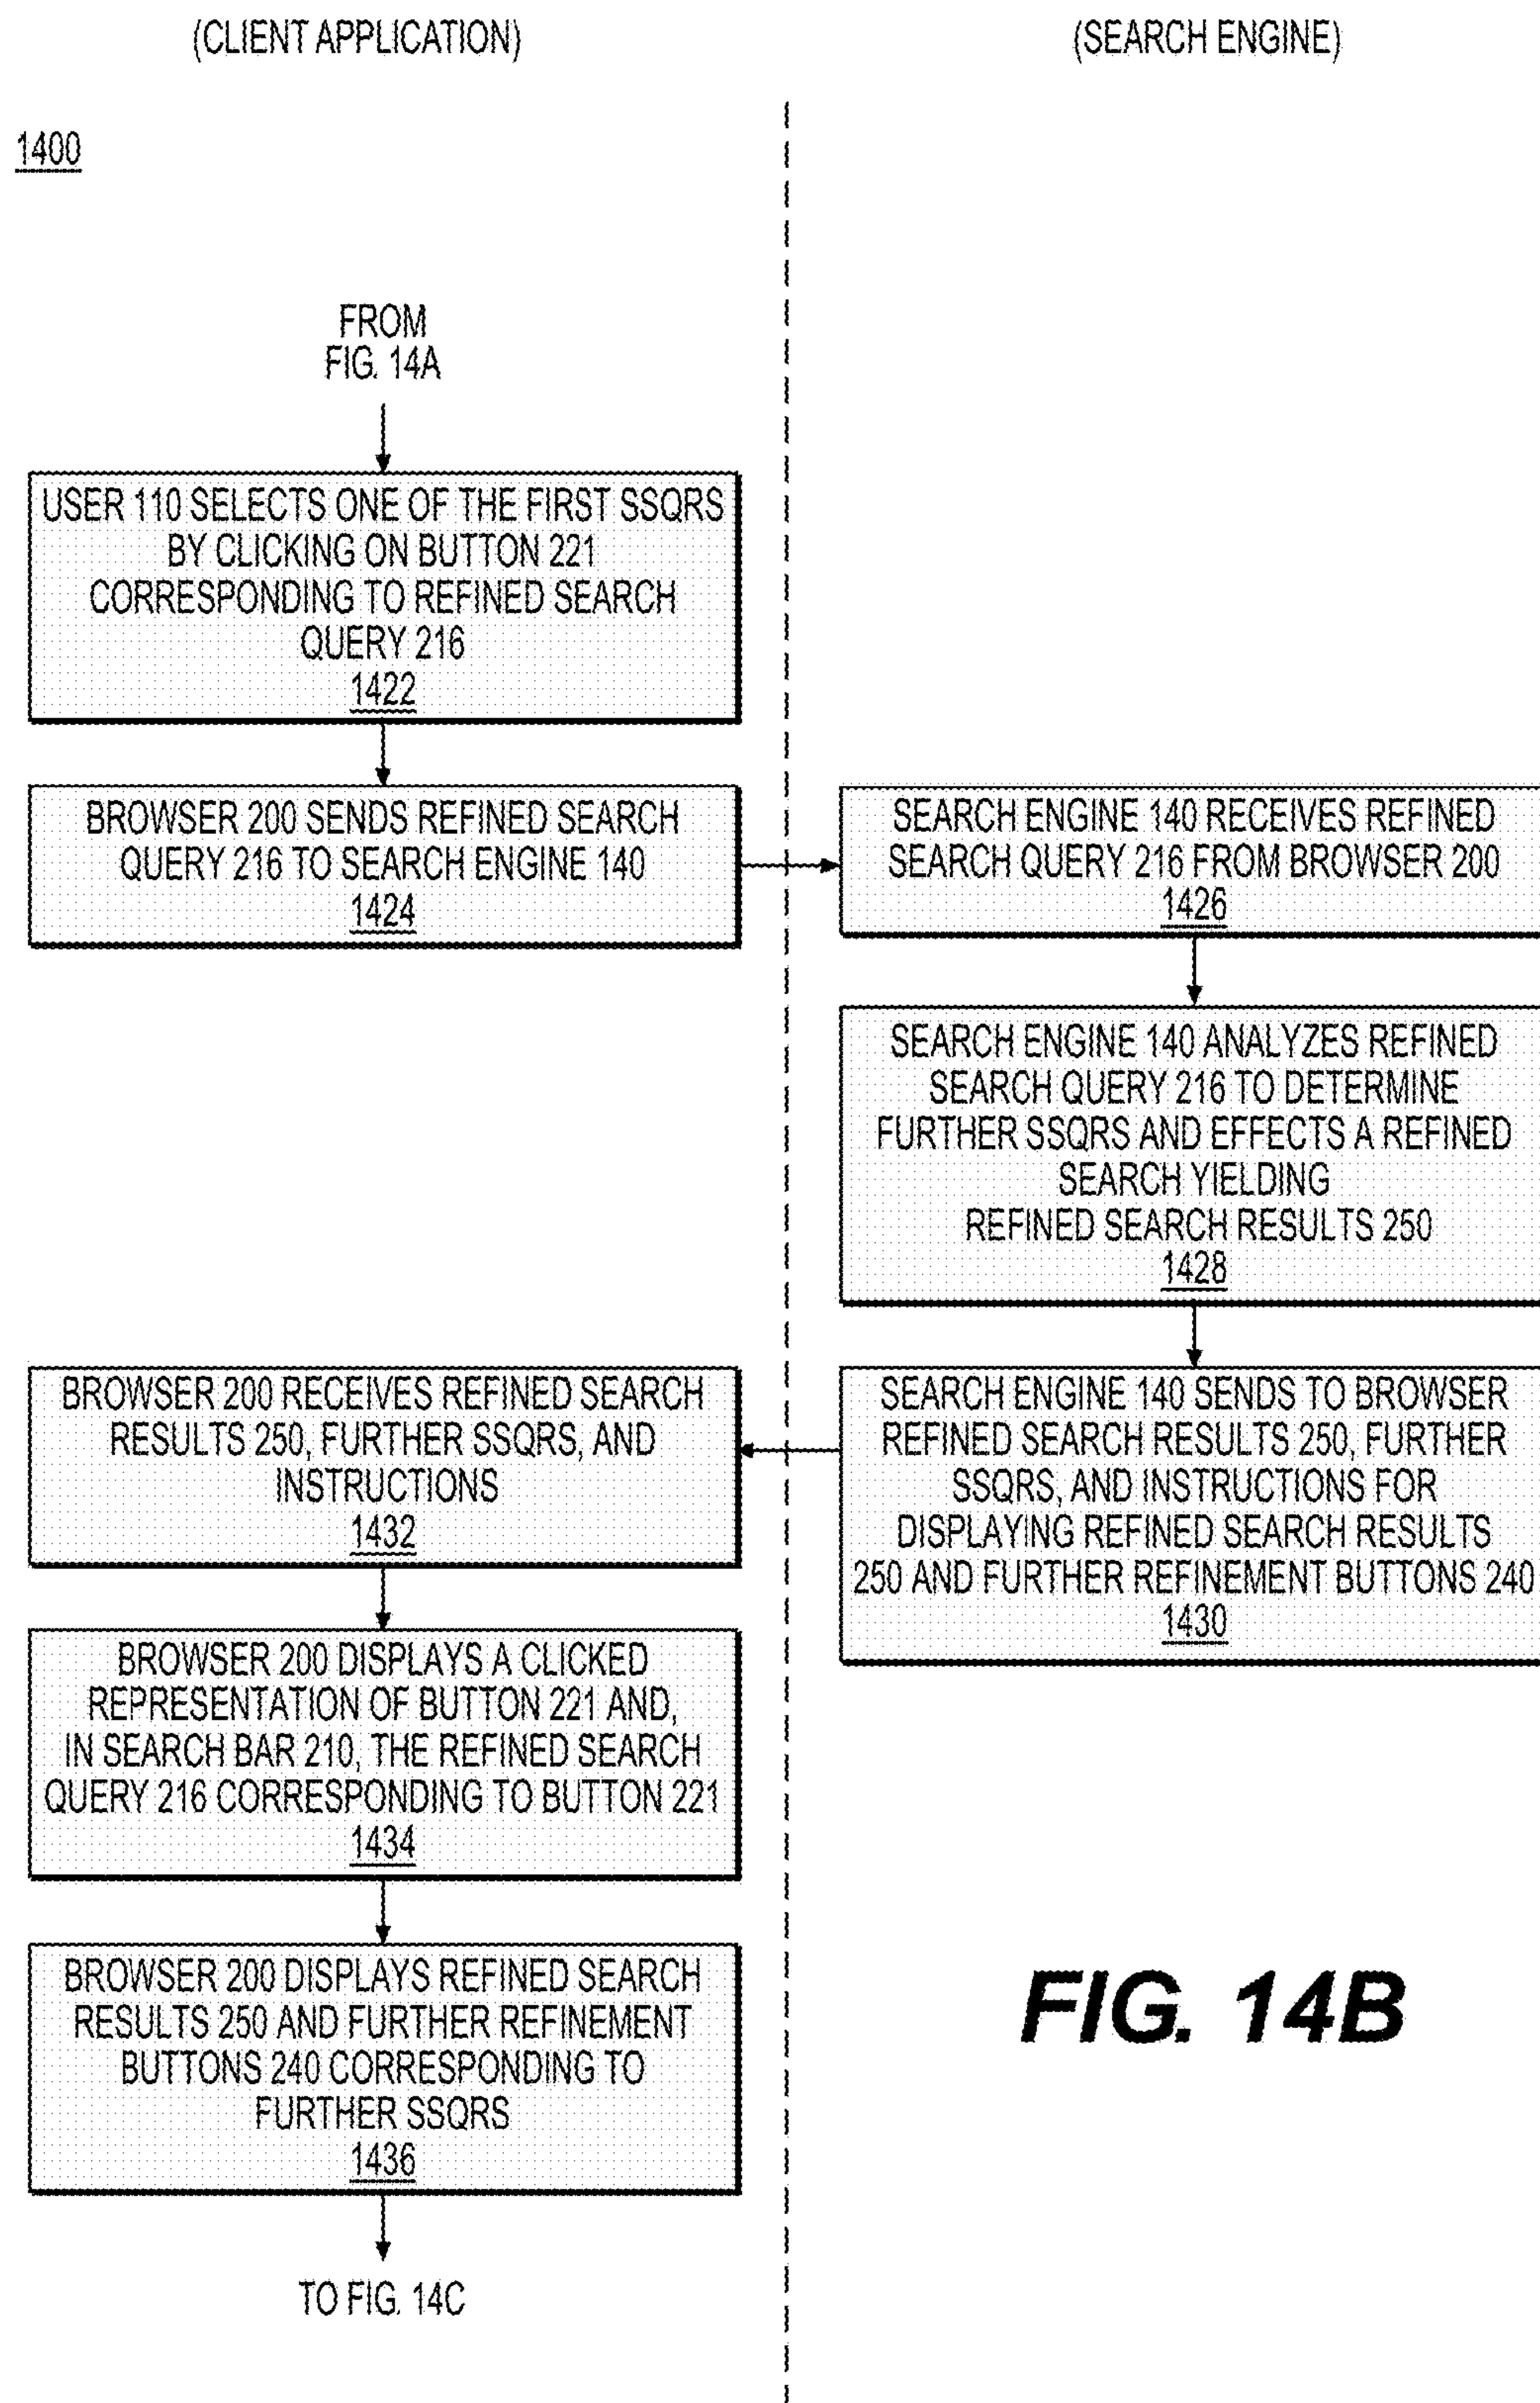 (CLIENT APPLICATION)
(SEARCH ENGINE)
1400
FROM
FIG. 14A
USER 110 SELECTS ONE OF THE FIRST SSQRS
BY CLICKING ON BUTTON 221
CORRESPONDING TO REFINED SEARCH
QUERY 216
1422
BROWSER 200 SENDS REFINED SEARCH
QUERY 216 TO SEARCH ENGINE 140
1424
SEARCH ENGINE 140 RECEIVES REFINED
SEARCH QUERY 216 FROM BROWSER 200
1426
SEARCH ENGINE 140 ANALYZES REFINED
SEARCH QUERY 216 TO DETERMINE
FURTHER SSQRS AND EFFECTS A REFINED
SEARCH YIELDING
REFINED SEARCH RESULTS 250
1428
SEARCH ENGINE 140 SENDS TO BROWSER
REFINED SEARCH RESULTS 250, FURTHER
SSQRS, AND INSTRUCTIONS FOR
DISPLAYING REFINED SEARCH RESULTS
250 AND FURTHER REFINEMENT BUTTONS 240
1430
BROWSER 200 RECEIVES REFINED SEARCH
RESULTS 250, FURTHER SSQRS, AND
INSTRUCTIONS
1432
BROWSER 200 DISPLAYS A CLICKED
REPRESENTATION OF BUTTON 221 AND,
IN SEARCH BAR 210, THE REFINED SEARCH
QUERY 216 CORRESPONDING TO BUTTON 221
1434
BROWSER 200 DISPLAYS REFINED SEARCH
RESULTS 250 AND FURTHER REFINEMENT
BUTTONS 240 CORRESPONDING TO
FURTHER SSQRS
1436
TO FIG. 14C
FIG. 14B